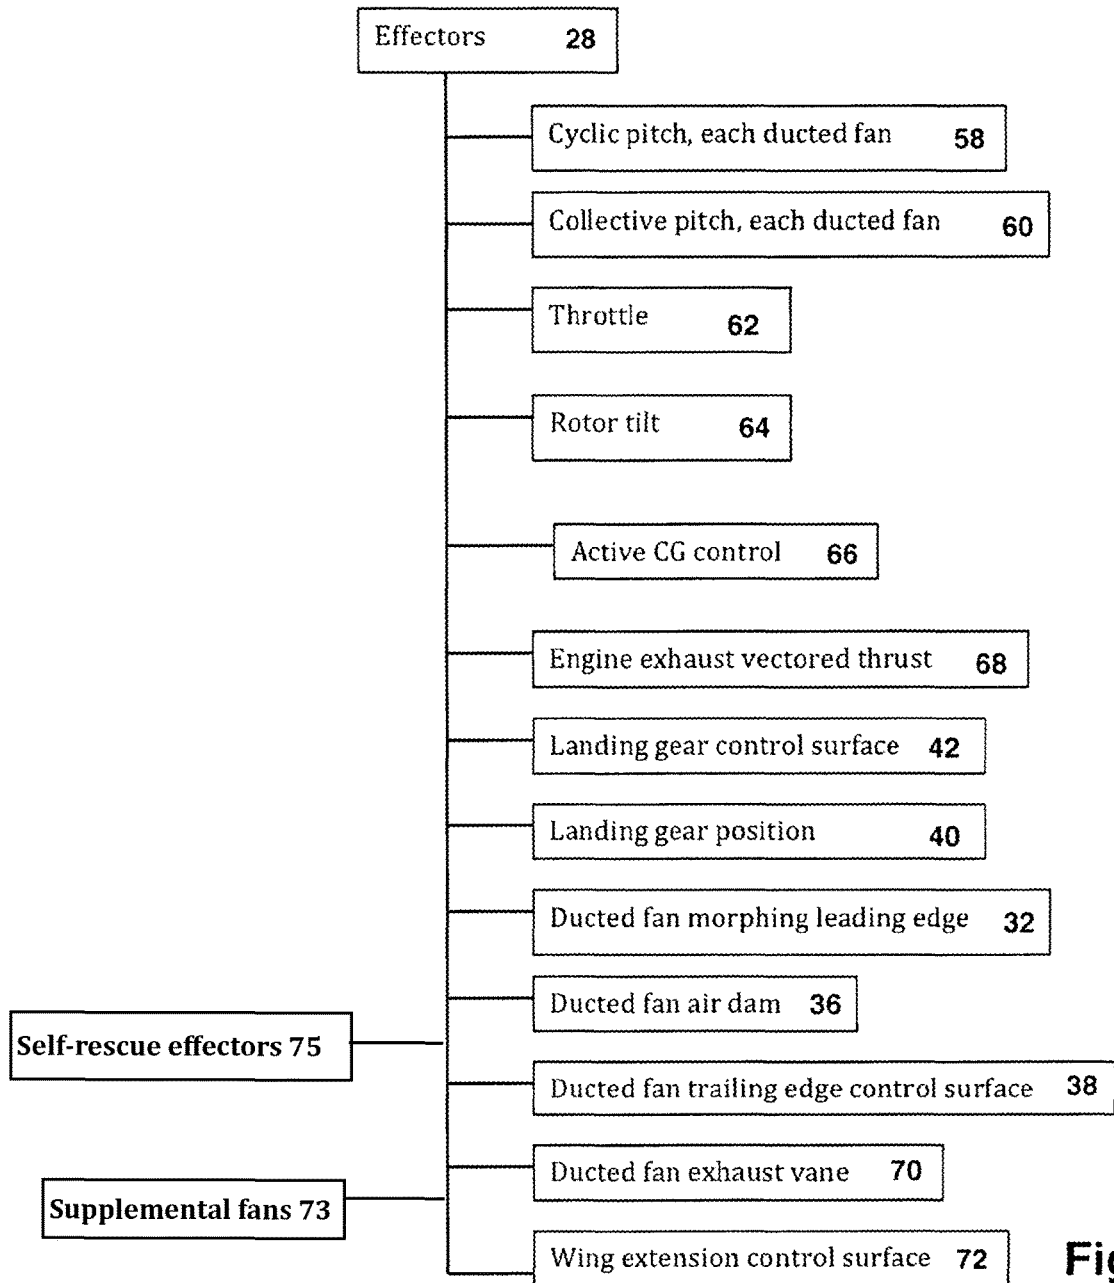 Effectors 28
Cyclic pitch, each ducted fan 58
Collective pitch, each ducted fan 60
Throttle 62
Rotor tilt 64
Active CG control 66
Engine exhaust vectored thrust 68
Landing gear control surface 42
Landing gear position 40
Ducted fan morphing leading edge 32
Ducted fan air dam 36
Self-rescue effectors 75
Ducted fan trailing edge control surface 38
Ducted fan exhaust vane 70
Supplemental fans 73
Wing extension control surface 72